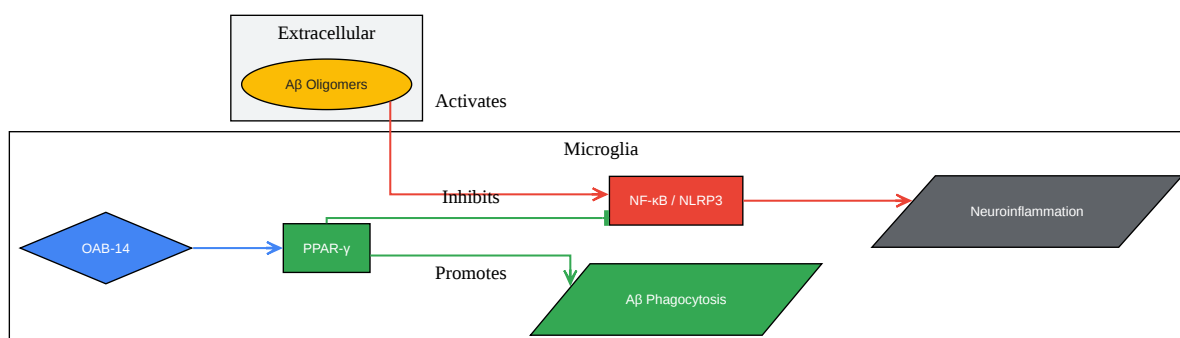 Extracellular
Aβ Oligomers
Activates
Microglia
Inhibits
NF-κB / NLRP3
Neuroinflammation
OAB-14
PPAR-γ
Promotes
Aβ Phagocytosis